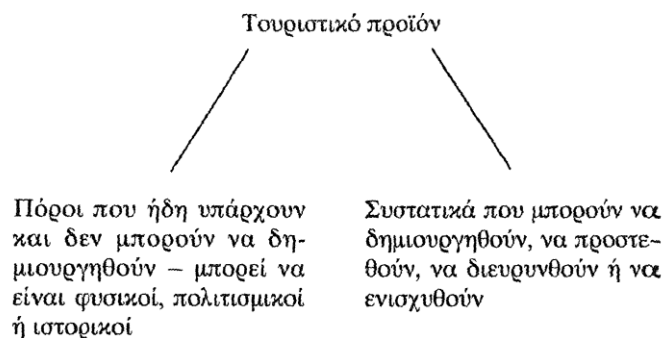 Τουριστικό προϊόν
Πόροι που ήδη υπάρχουν
και δεν μπορούν να δη-
μιουργηθούν – μπορεί να
είναι φυσικοί, πολιτισμικοί
ή ιστορικοί
Συστατικά που μπορούν να
δημιουργηθούν, να προστε-
θούν, να διευρυνθούν ή να
ενισχυθούν